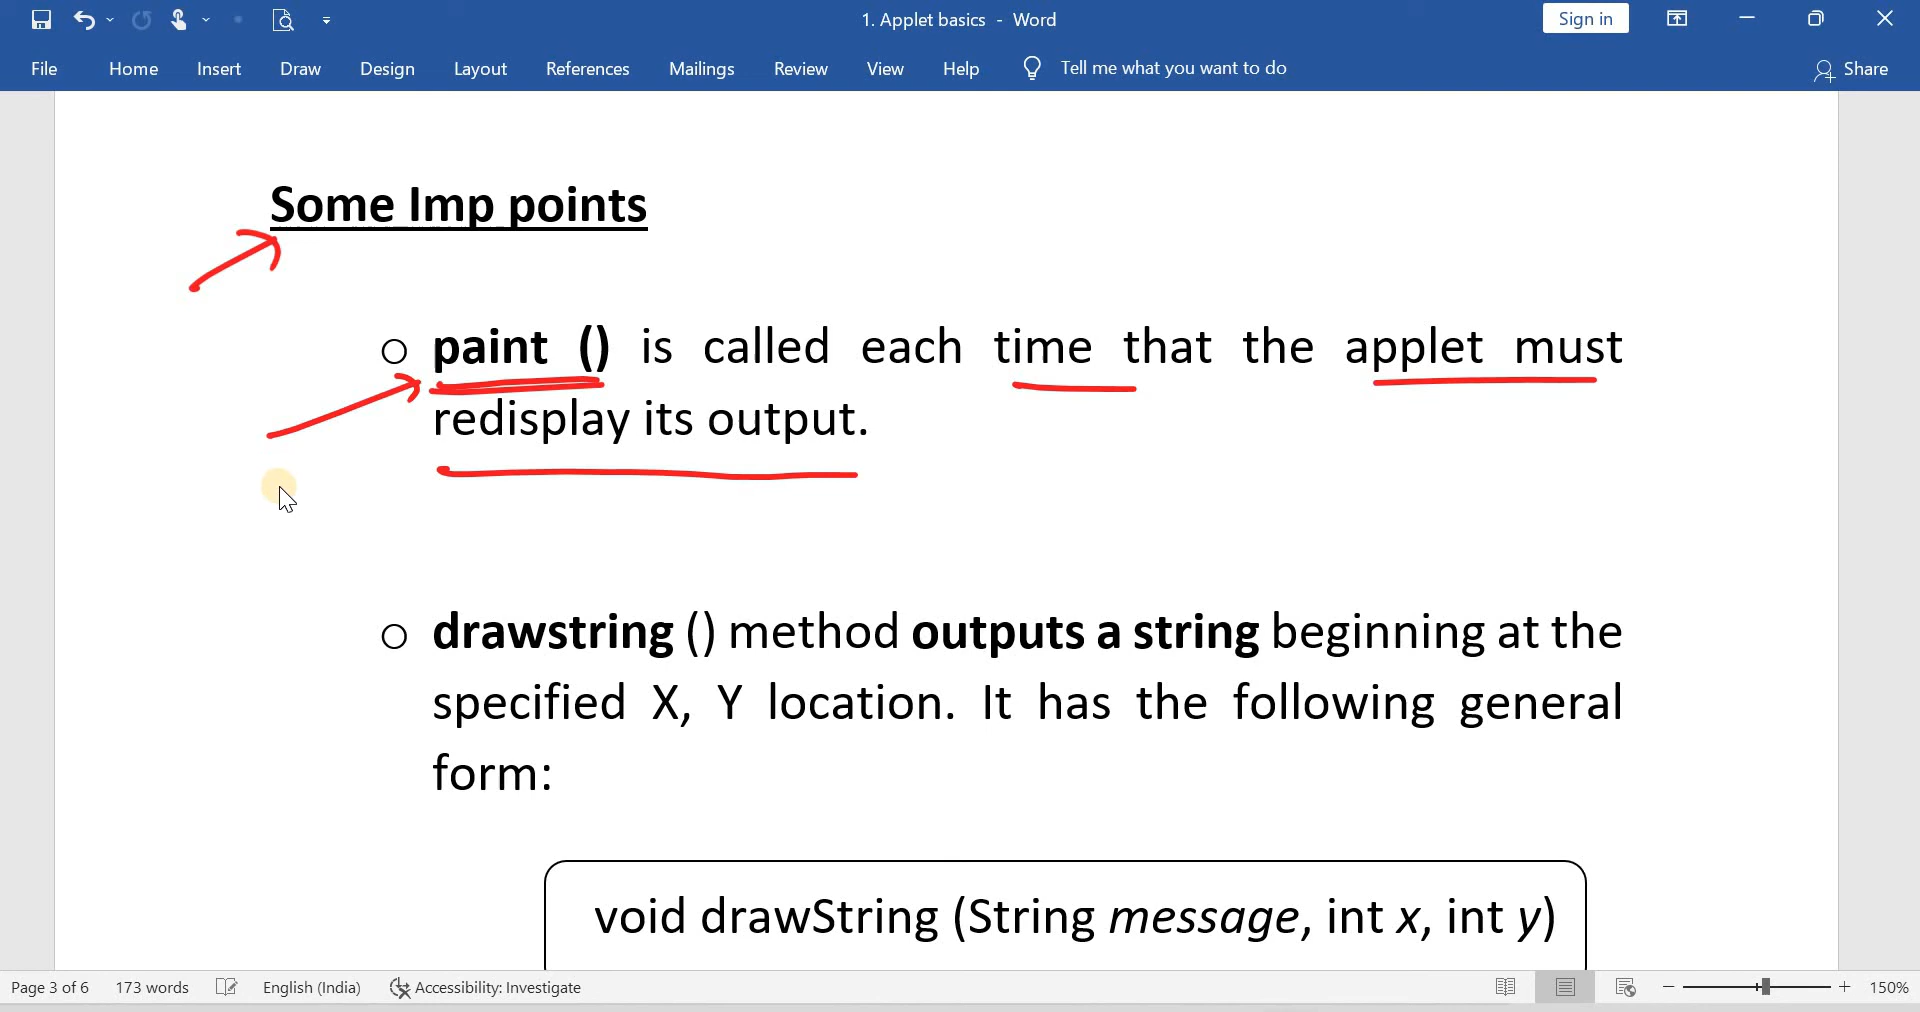 1. Applet basics - Word
Sign in
File Home Insert Draw Design Layout References Mailings Review View Help Tell me what you want to do Share
Some Imp points
paint () is called each time that the applet must
redisplay its output.
drawstring () method outputs a string beginning at the
specified X, Y location. It has the following general
form:
void drawString (String message, int x, int y)
Page 3 of 6 173 words English (India) Accessibility: Investigate 150%